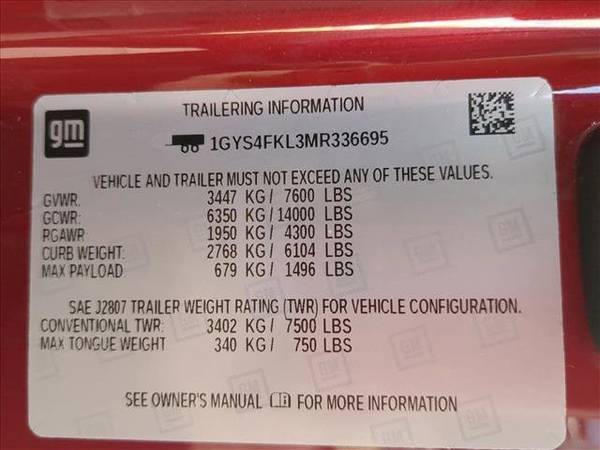 gm
TRAILERING INFORMATION
1GYS4FKL3MR336695
VEHICLE AND TRAILER MUST NOT EXCEED ANY OF THESE VALUES.
GVWR: 3447 KG / 7600 LBS
GCWR: 6350 KG / 14000 LBS
RGAWR 1950 KG / 4300 LBS
CURB WEIGHT: 2768 KG / 6104 LBS
MAX PAYLOAD 679 KG / 1496 LBS
SAE J2807 TRAILER WEIGHT RATING (TWR) FOR VEHICLE CONFIGURATION.
CONVENTIONAL TWR: 3402 KG / 7500 LBS
MAX TONGUE WEIGHT 340 KG / 750 LBS
SEE OWNER'S MANUAL FOR MORE INFORMATION